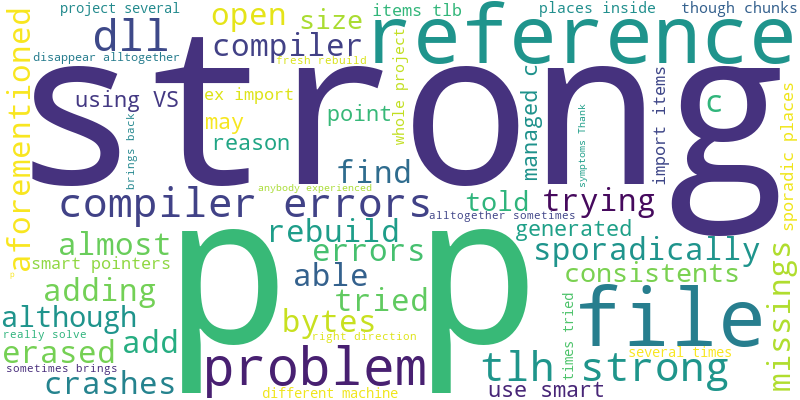 project several
open
size
items tlb
places inside
though chunks
dll
compiler
reference
disappear alltogether
fresh rebuild
aforementioned
strong
using VS
ex import
whole project
managed c
import items
c
sporadic places
may
point
reason
brings back
symptoms Thank
find
anybody experienced
compiler errors
told
trying
alltogether sometimes
almost
rebuild
generated
errors
sporadically
smart pointers
p
p
able
consistents
missings
adding
tried
file
although
bytes
times tried
really solve
add
right direction
erased
problem
tlh strong
several times
sometimes brings
crashes
different machine
use smart
p